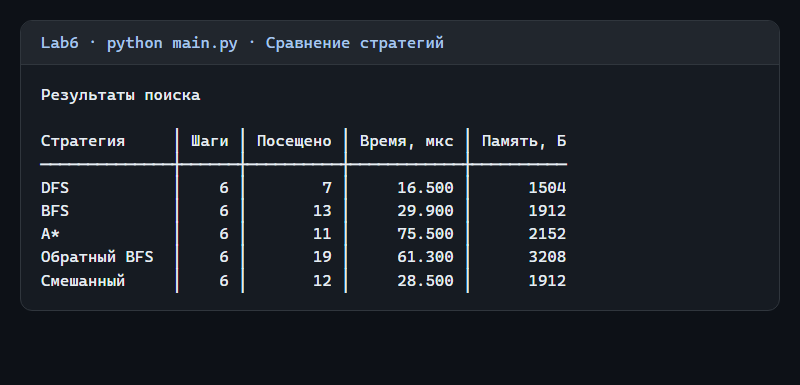 Lab6 · python main.py · Сравнение стратегий
Результаты поиска
Стратегия │ Шаги │ Посещено │ Время, мкс │ Память, Б
DFS │ 6 │ 7 │ 16.500 │ 1504
BFS │ 6 │ 13 │ 29.900 │ 1912
A* │ 6 │ 11 │ 75.500 │ 2152
Обратный BFS │ 6 │ 19 │ 61.300 │ 3208
Смешанный │ 6 │ 12 │ 28.500 │ 1912